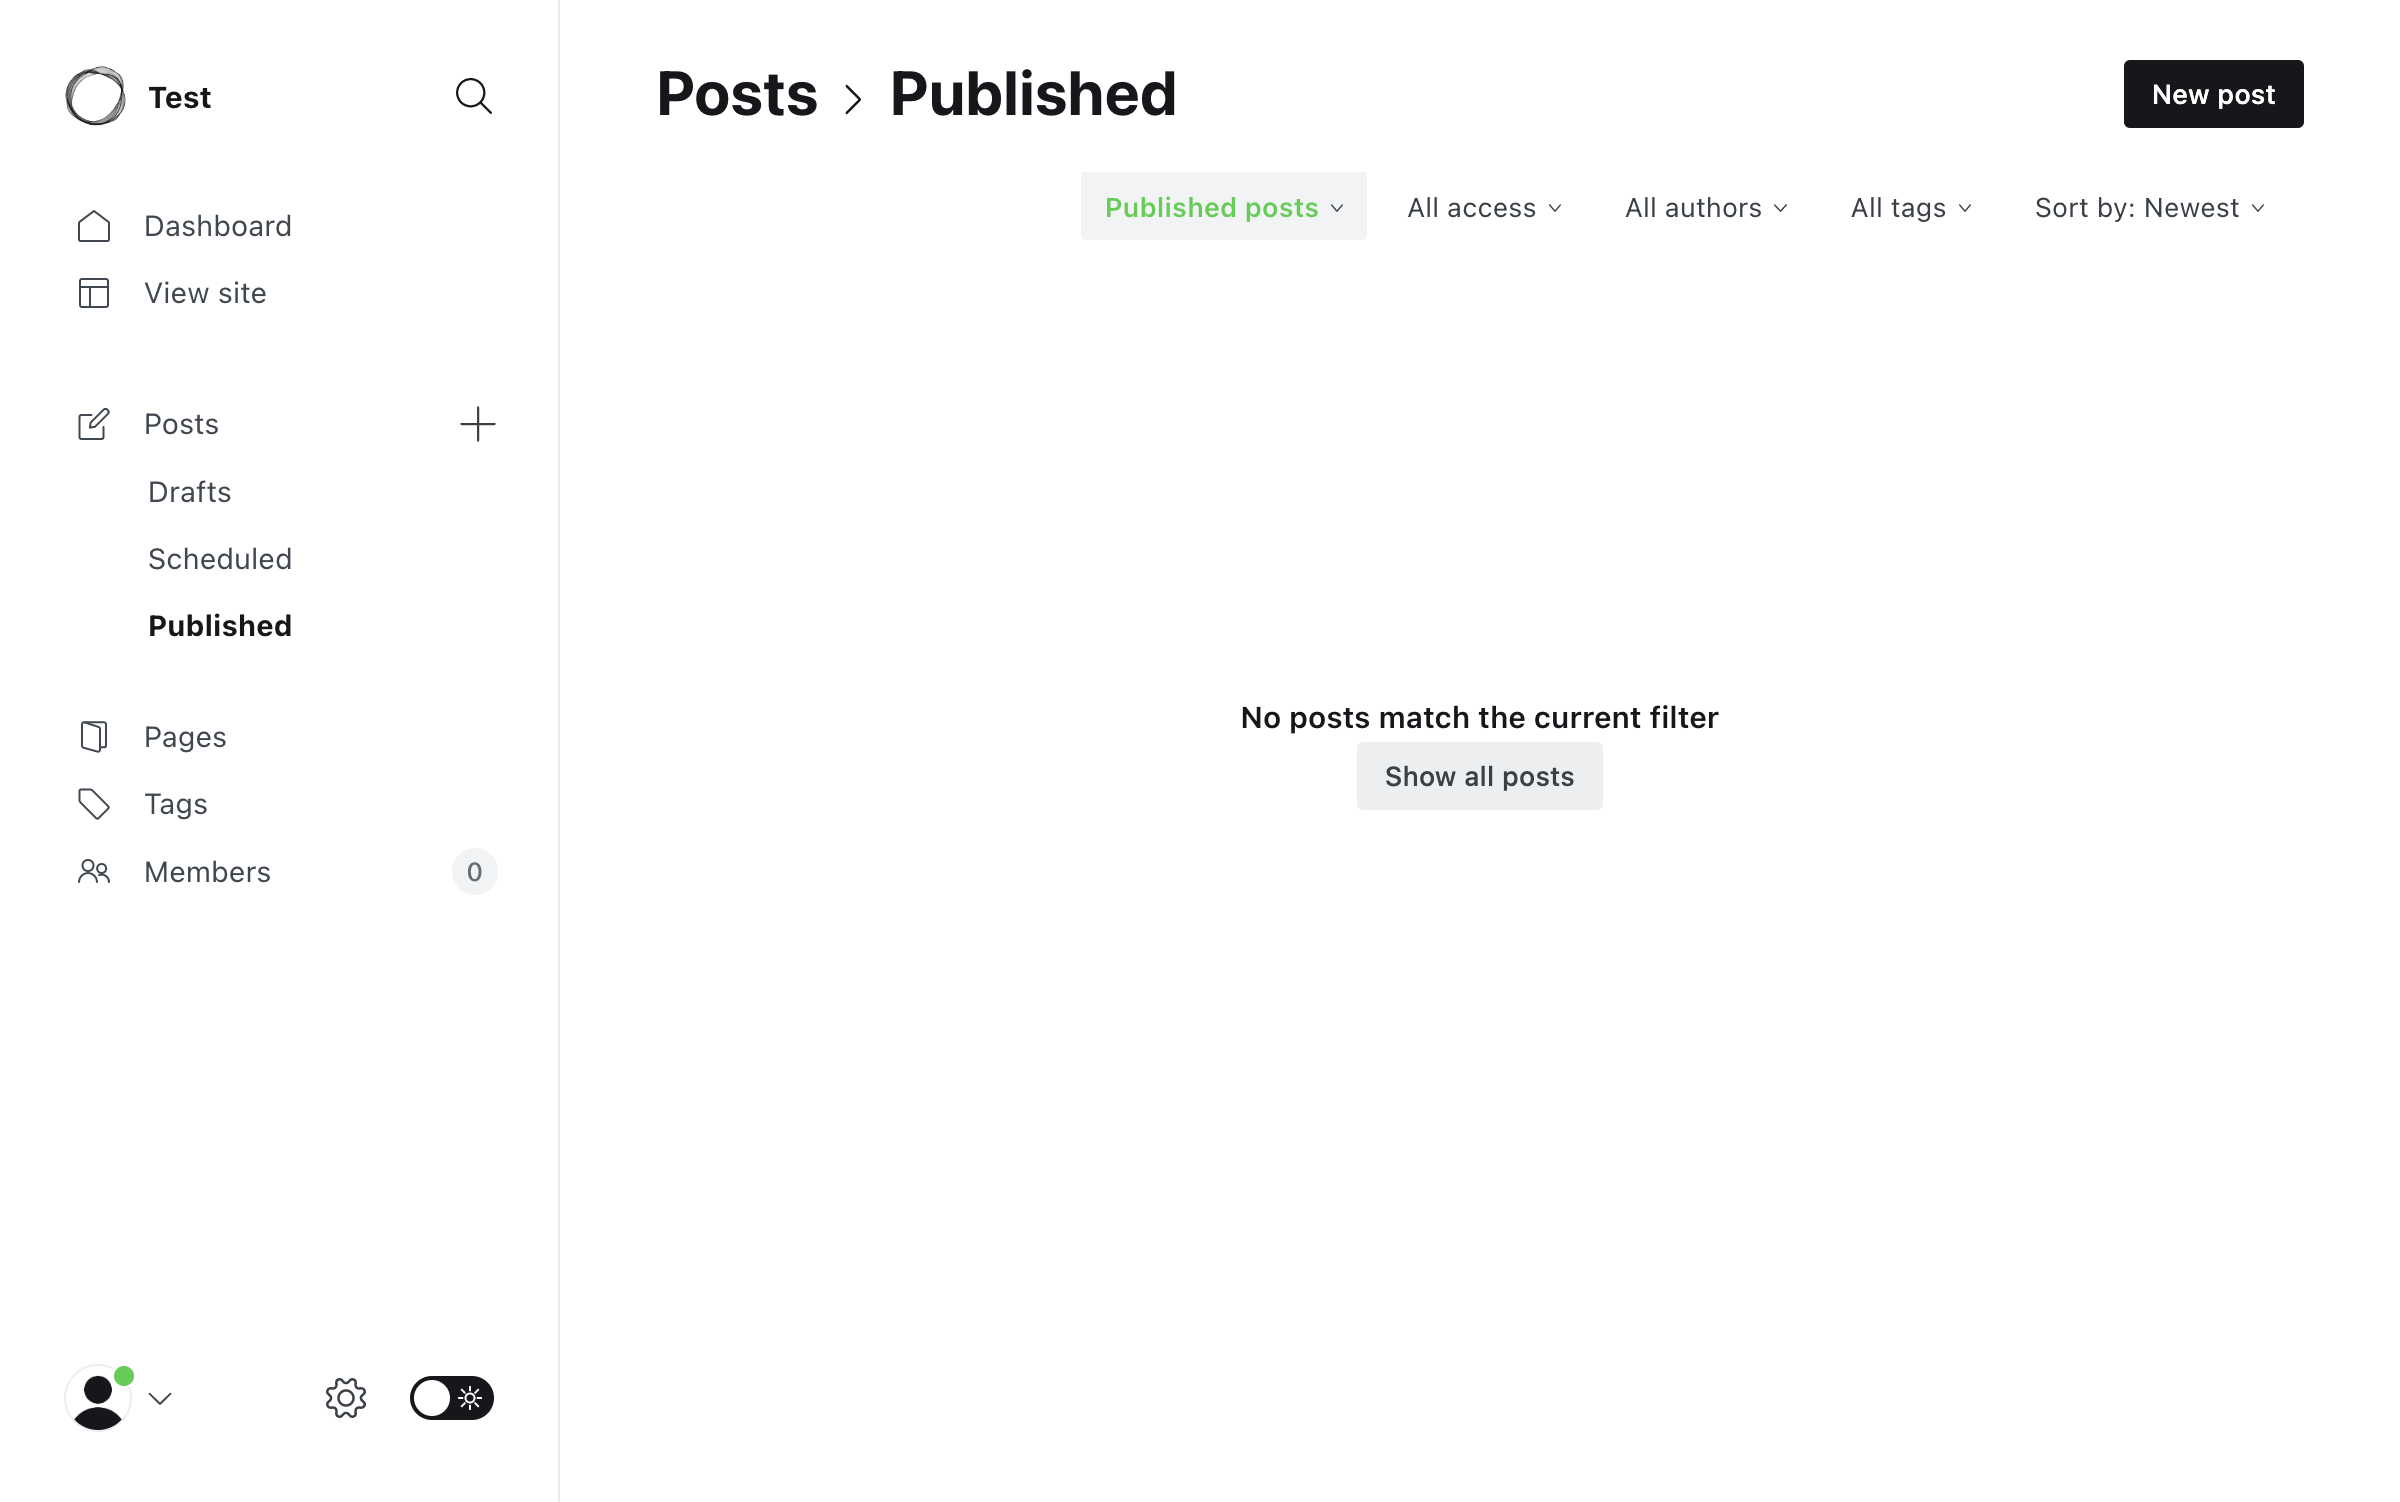 Test
Dashboard
View site
Posts
Drafts
Scheduled
Published
Pages
Tags
Members 0
Posts Published
New post
Published posts All access All authors All tags Sort by: Newest
No posts match the current filter
Show all posts